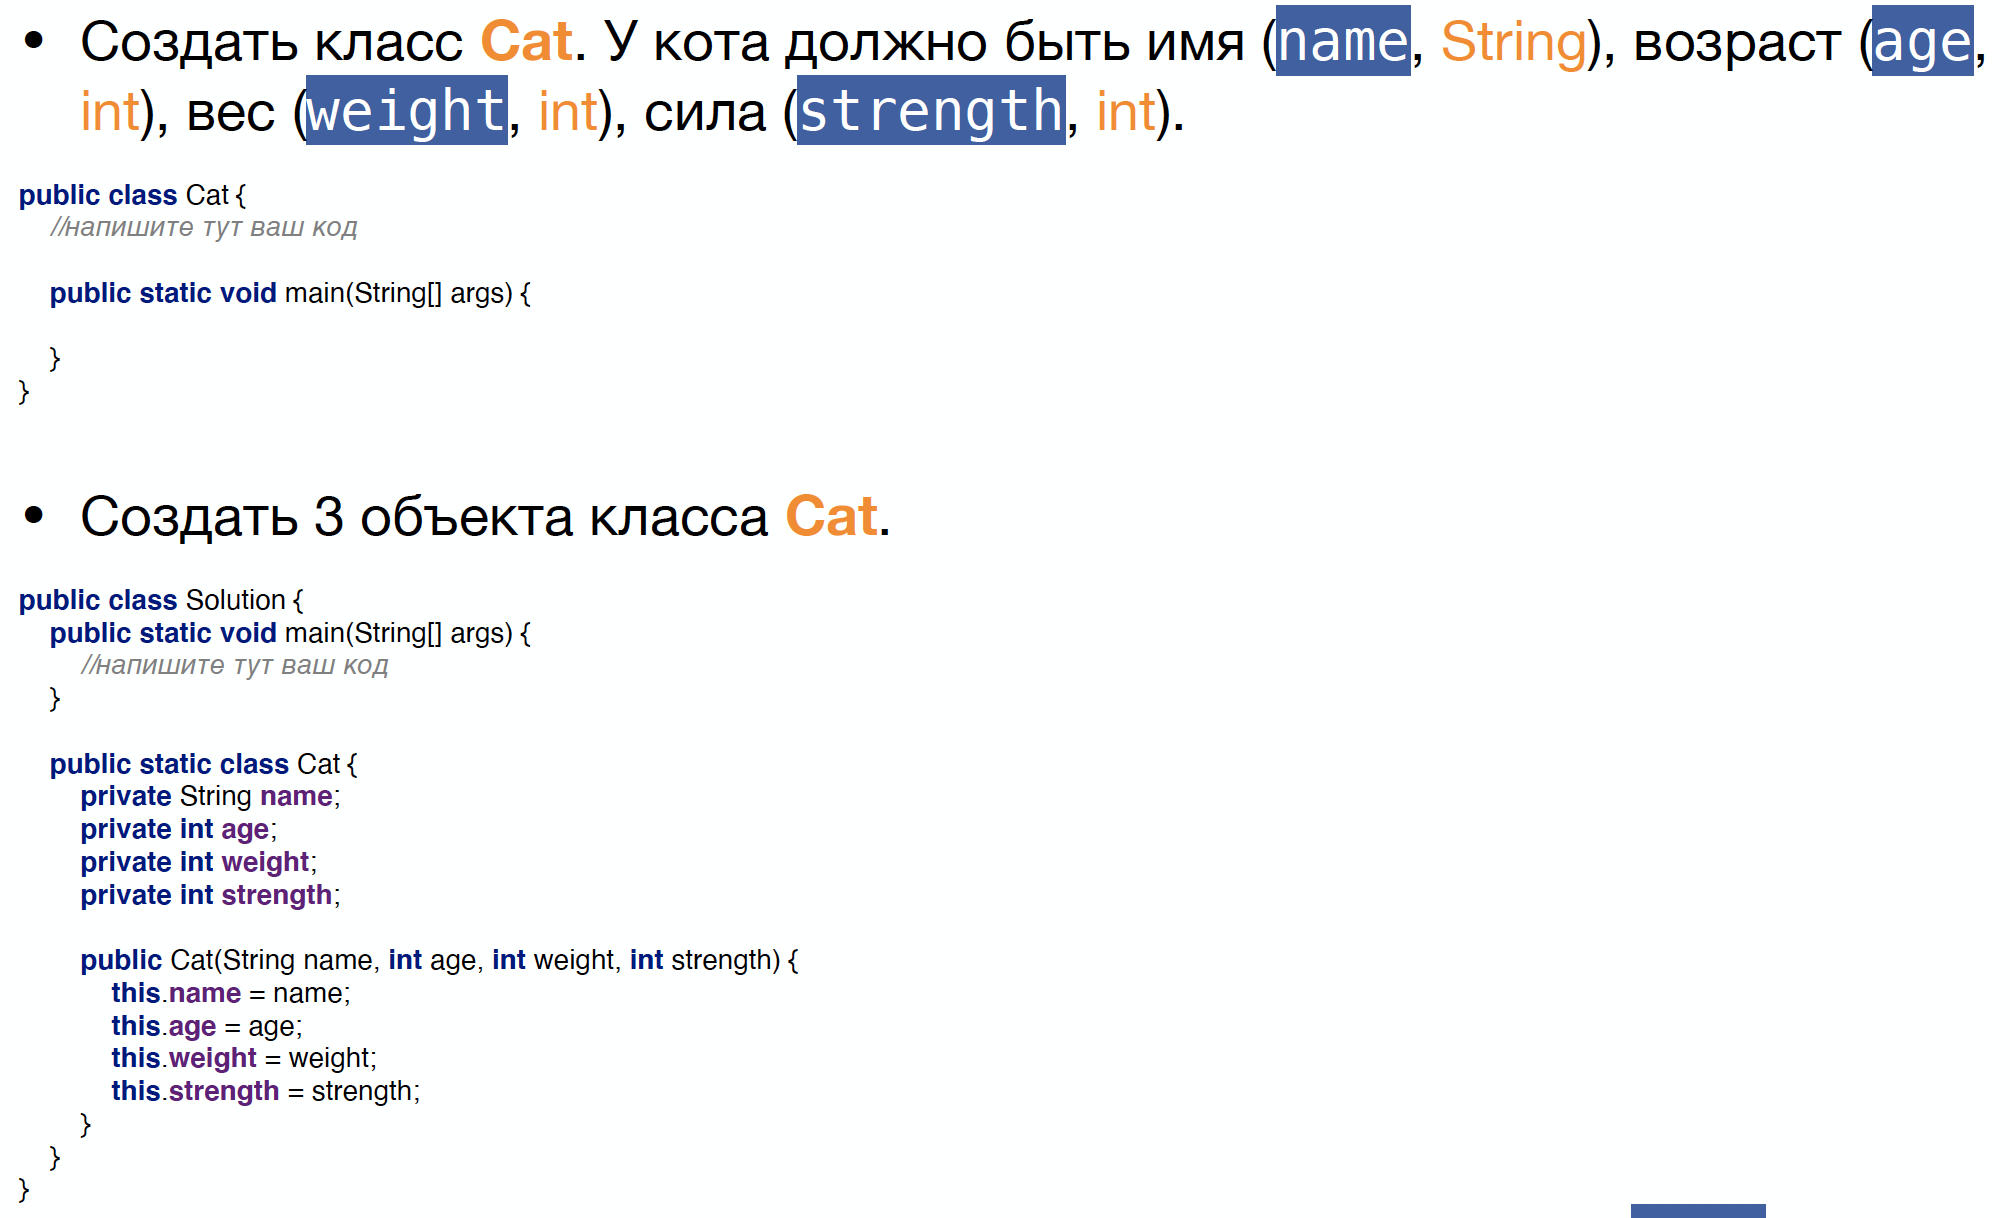 • Создать класс Cat. У кота должно быть имя (name, String), возраст (age,
int), вес (weight, int), сила (strength, int).
public class Cat {
//напишите тут ваш код
public static void main(String[] args) {
}
}
• Создать 3 объекта класса Cat.
public class Solution {
public static void main(String[] args) {
//напишите тут ваш код
}
public static class Cat {
private String name;
private int age;
private int weight;
private int strength;
public Cat(String name, int age, int weight, int strength) {
this.name = name;
this.age = age;
this.weight = weight;
this.strength = strength;
}
}
}